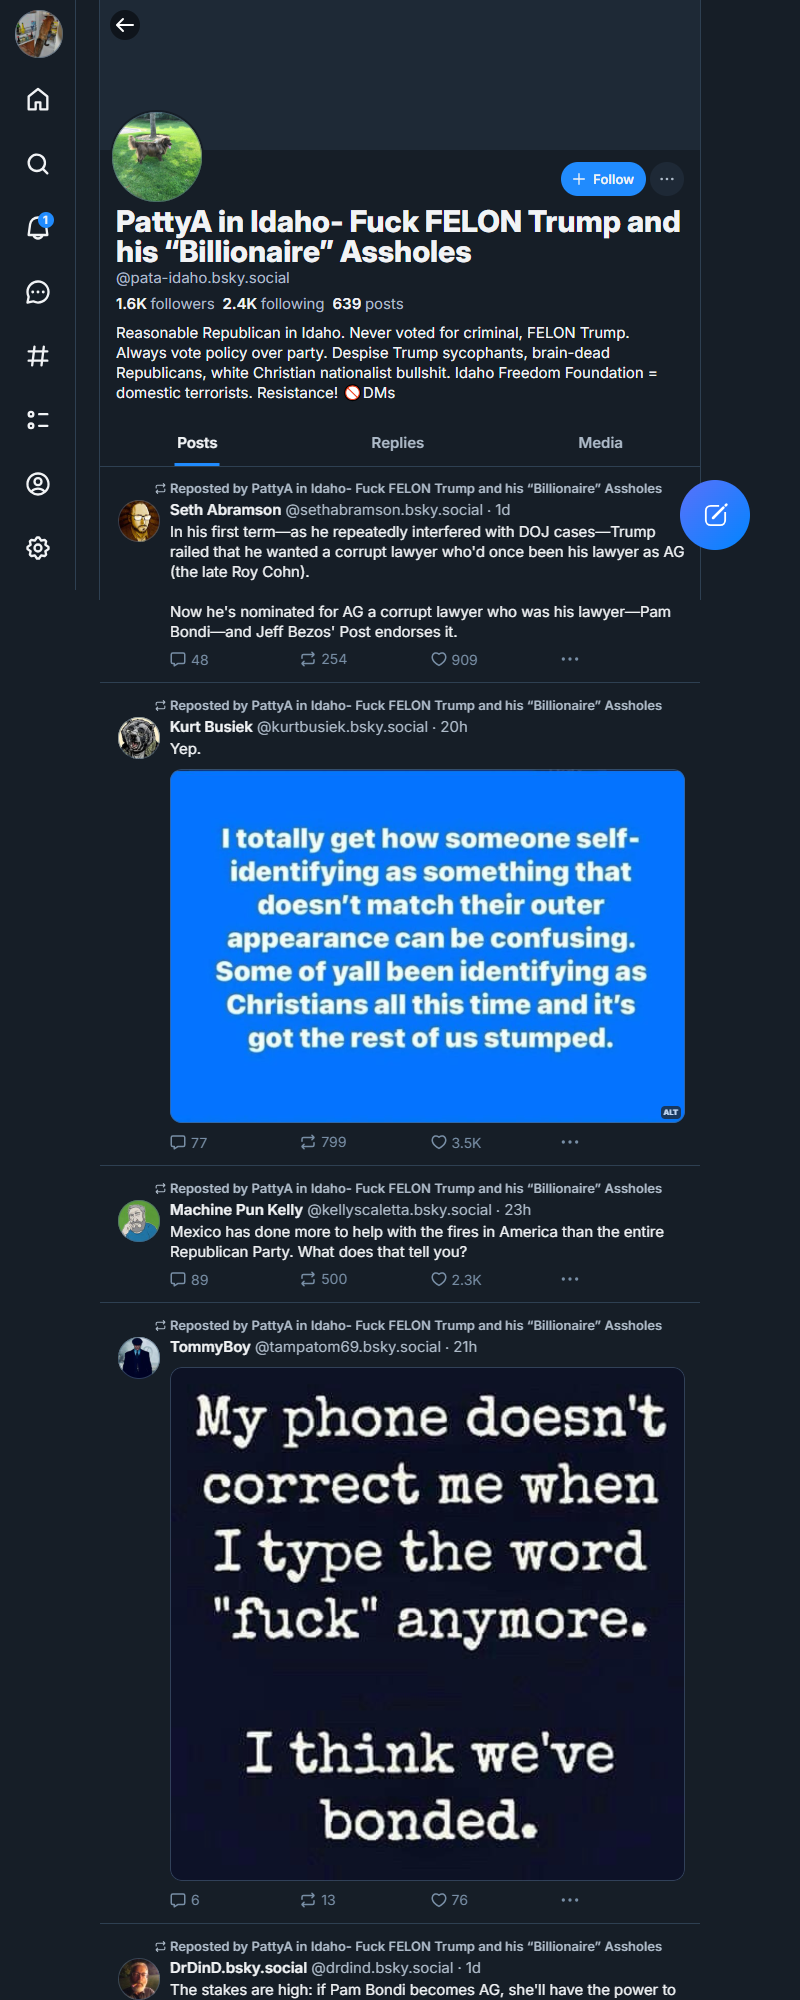 1
+ Follow
PattyA in Idaho- Fuck FELON Trump and
his “Billionaire” Assholes
@pata-idaho.bsky.social
1.6K followers 2.4K following 639 posts
Reasonable Republican in Idaho. Never voted for criminal, FELON Trump.
Always vote policy over party. Despise Trump sycophants, brain-dead
Republicans, white Christian nationalist bullshit. Idaho Freedom Foundation =
domestic terrorists. Resistance! 🚫DMs
Posts Replies Media
Reposted by PattyA in Idaho- Fuck FELON Trump and his “Billionaire” Assholes
Seth Abramson @sethabramson.bsky.social · 1d
In his first term—as he repeatedly interfered with DOJ cases—Trump
railed that he wanted a corrupt lawyer who'd once been his lawyer as AG
(the late Roy Cohn).
Now he's nominated for AG a corrupt lawyer who was his lawyer—Pam
Bondi—and Jeff Bezos' Post endorses it.
48 254 909
Reposted by PattyA in Idaho- Fuck FELON Trump and his “Billionaire” Assholes
Kurt Busiek @kurtbusiek.bsky.social · 20h
Yep.
I totally get how someone self-
identifying as something that
doesn’t match their outer
appearance can be confusing.
Some of yall been identifying as
Christians all this time and it’s
got the rest of us stumped.
ALT
77 799 3.5K
Reposted by PattyA in Idaho- Fuck FELON Trump and his “Billionaire” Assholes
Machine Pun Kelly @kellyscaletta.bsky.social · 23h
Mexico has done more to help with the fires in America than the entire
Republican Party. What does that tell you?
89 500 2.3K
Reposted by PattyA in Idaho- Fuck FELON Trump and his “Billionaire” Assholes
TommyBoy @tampatom69.bsky.social · 21h
My phone doesn't
correct me when
I type the word
"fuck" anymore.
I think we've
bonded.
6 13 76
Reposted by PattyA in Idaho- Fuck FELON Trump and his “Billionaire” Assholes
DrDinD.bsky.social @drdind.bsky.social · 1d
The stakes are high: if Pam Bondi becomes AG, she'll have the power to